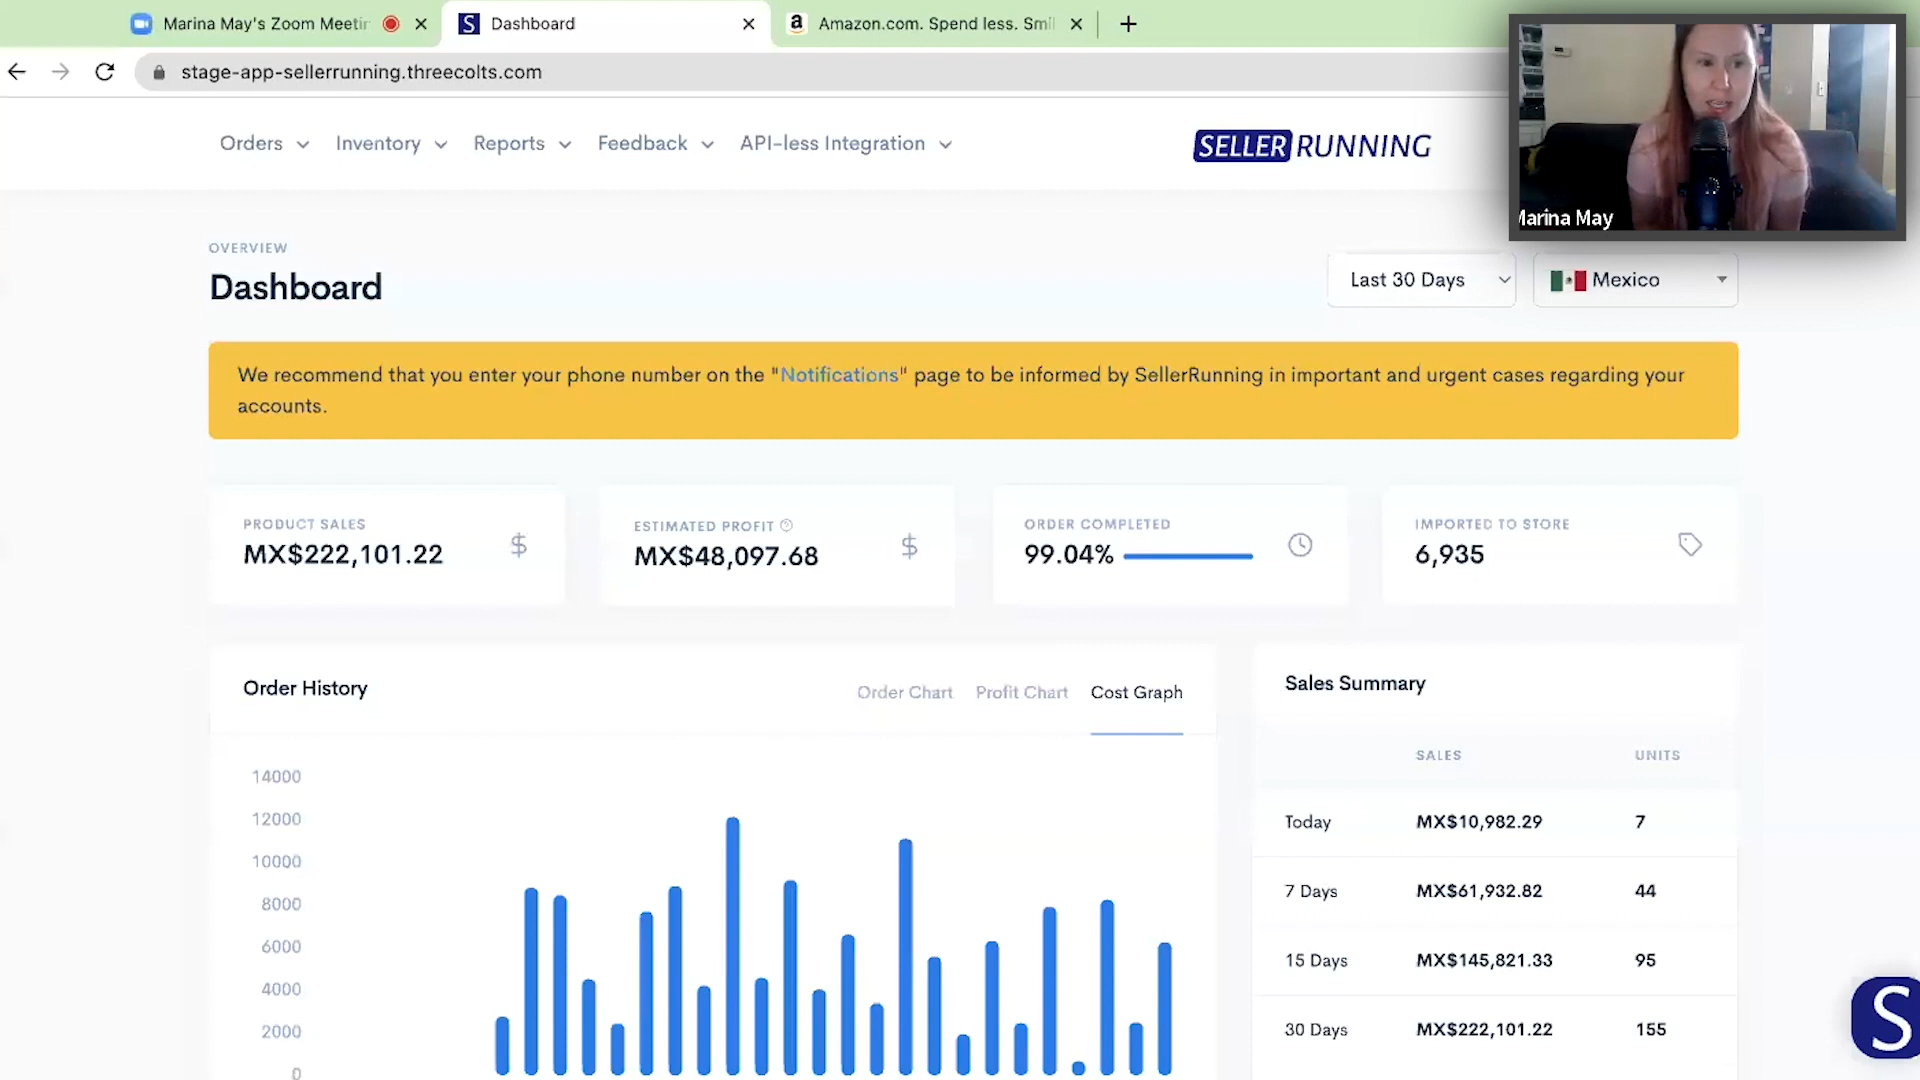 Marina May's Zoom Meetin
Dashboard
Amazon.com. Spend less. Smi
stage-app-sellerrunning.threecolts.com
Orders
Inventory
Reports
Feedback
API-less Integration
SELLER RUNNING
Marina May
OVERVIEW
Dashboard
Last 30 Days
Mexico
We recommend that you enter your phone number on the "Notifications" page to be informed by SellerRunning in important and urgent cases regarding your
accounts.
PRODUCT SALES
MX$222,101.22
$
ESTIMATED PROFIT
MX$48,097.68
$
ORDER COMPLETED
99.04%
IMPORTED TO STORE
6,935
Order History
Order Chart
Profit Chart
Cost Graph
14000
12000
10000
8000
6000
4000
2000
0
Sales Summary
SALES UNITS
Today MX$10,982.29 7
7 Days MX$61,932.82 44
15 Days MX$145,821.33 95
30 Days MX$222,101.22 155
S